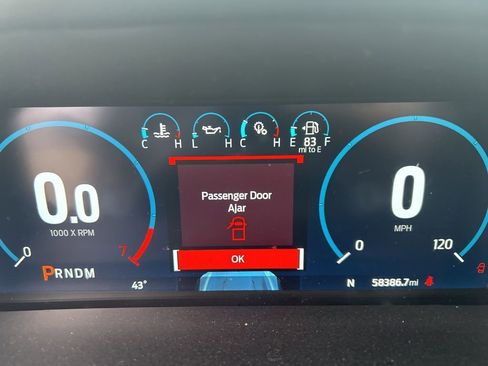 C H L H C H E 83 F
mi to E
0.0
1000 X RPM
0 7
PRNDM
43°
Passenger Door
Ajar
OK
0
MPH
0 120
N 58386.7mi